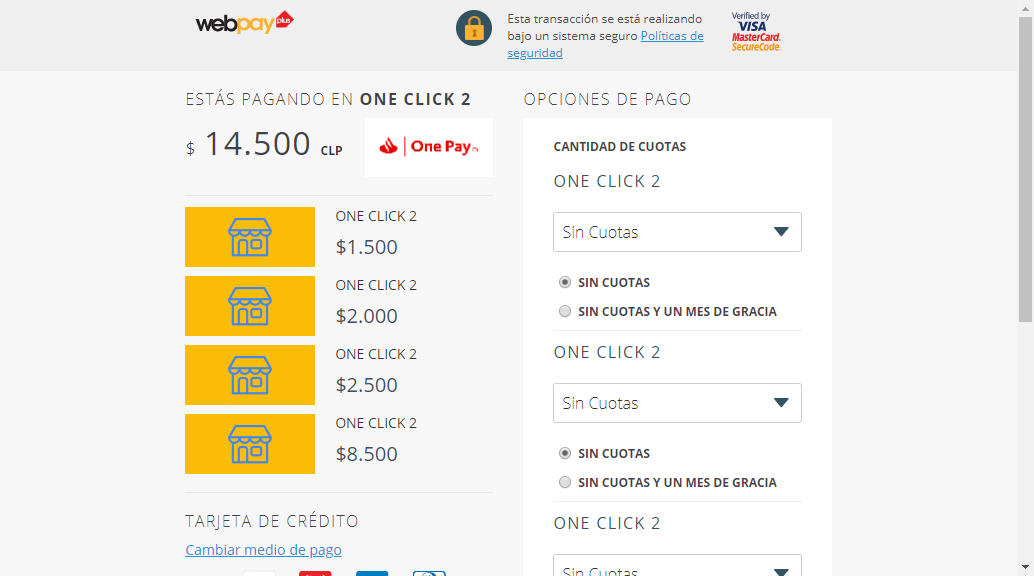 webpay plus
Esta transacción se está realizando
bajo un sistema seguro Políticas de
seguridad
Verified by
VISA
MasterCard.
SecureCode.
ESTÁS PAGANDO EN ONE CLICK 2
$ 14.500 CLP
One Pay
ONE CLICK 2
$1.500
ONE CLICK 2
$2.000
ONE CLICK 2
$2.500
ONE CLICK 2
$8.500
TARJETA DE CRÉDITO
Cambiar medio de pago
OPCIONES DE PAGO
CANTIDAD DE CUOTAS
ONE CLICK 2
Sin Cuotas
SIN CUOTAS
SIN CUOTAS Y UN MES DE GRACIA
ONE CLICK 2
Sin Cuotas
SIN CUOTAS
SIN CUOTAS Y UN MES DE GRACIA
ONE CLICK 2
Sin Cuotas